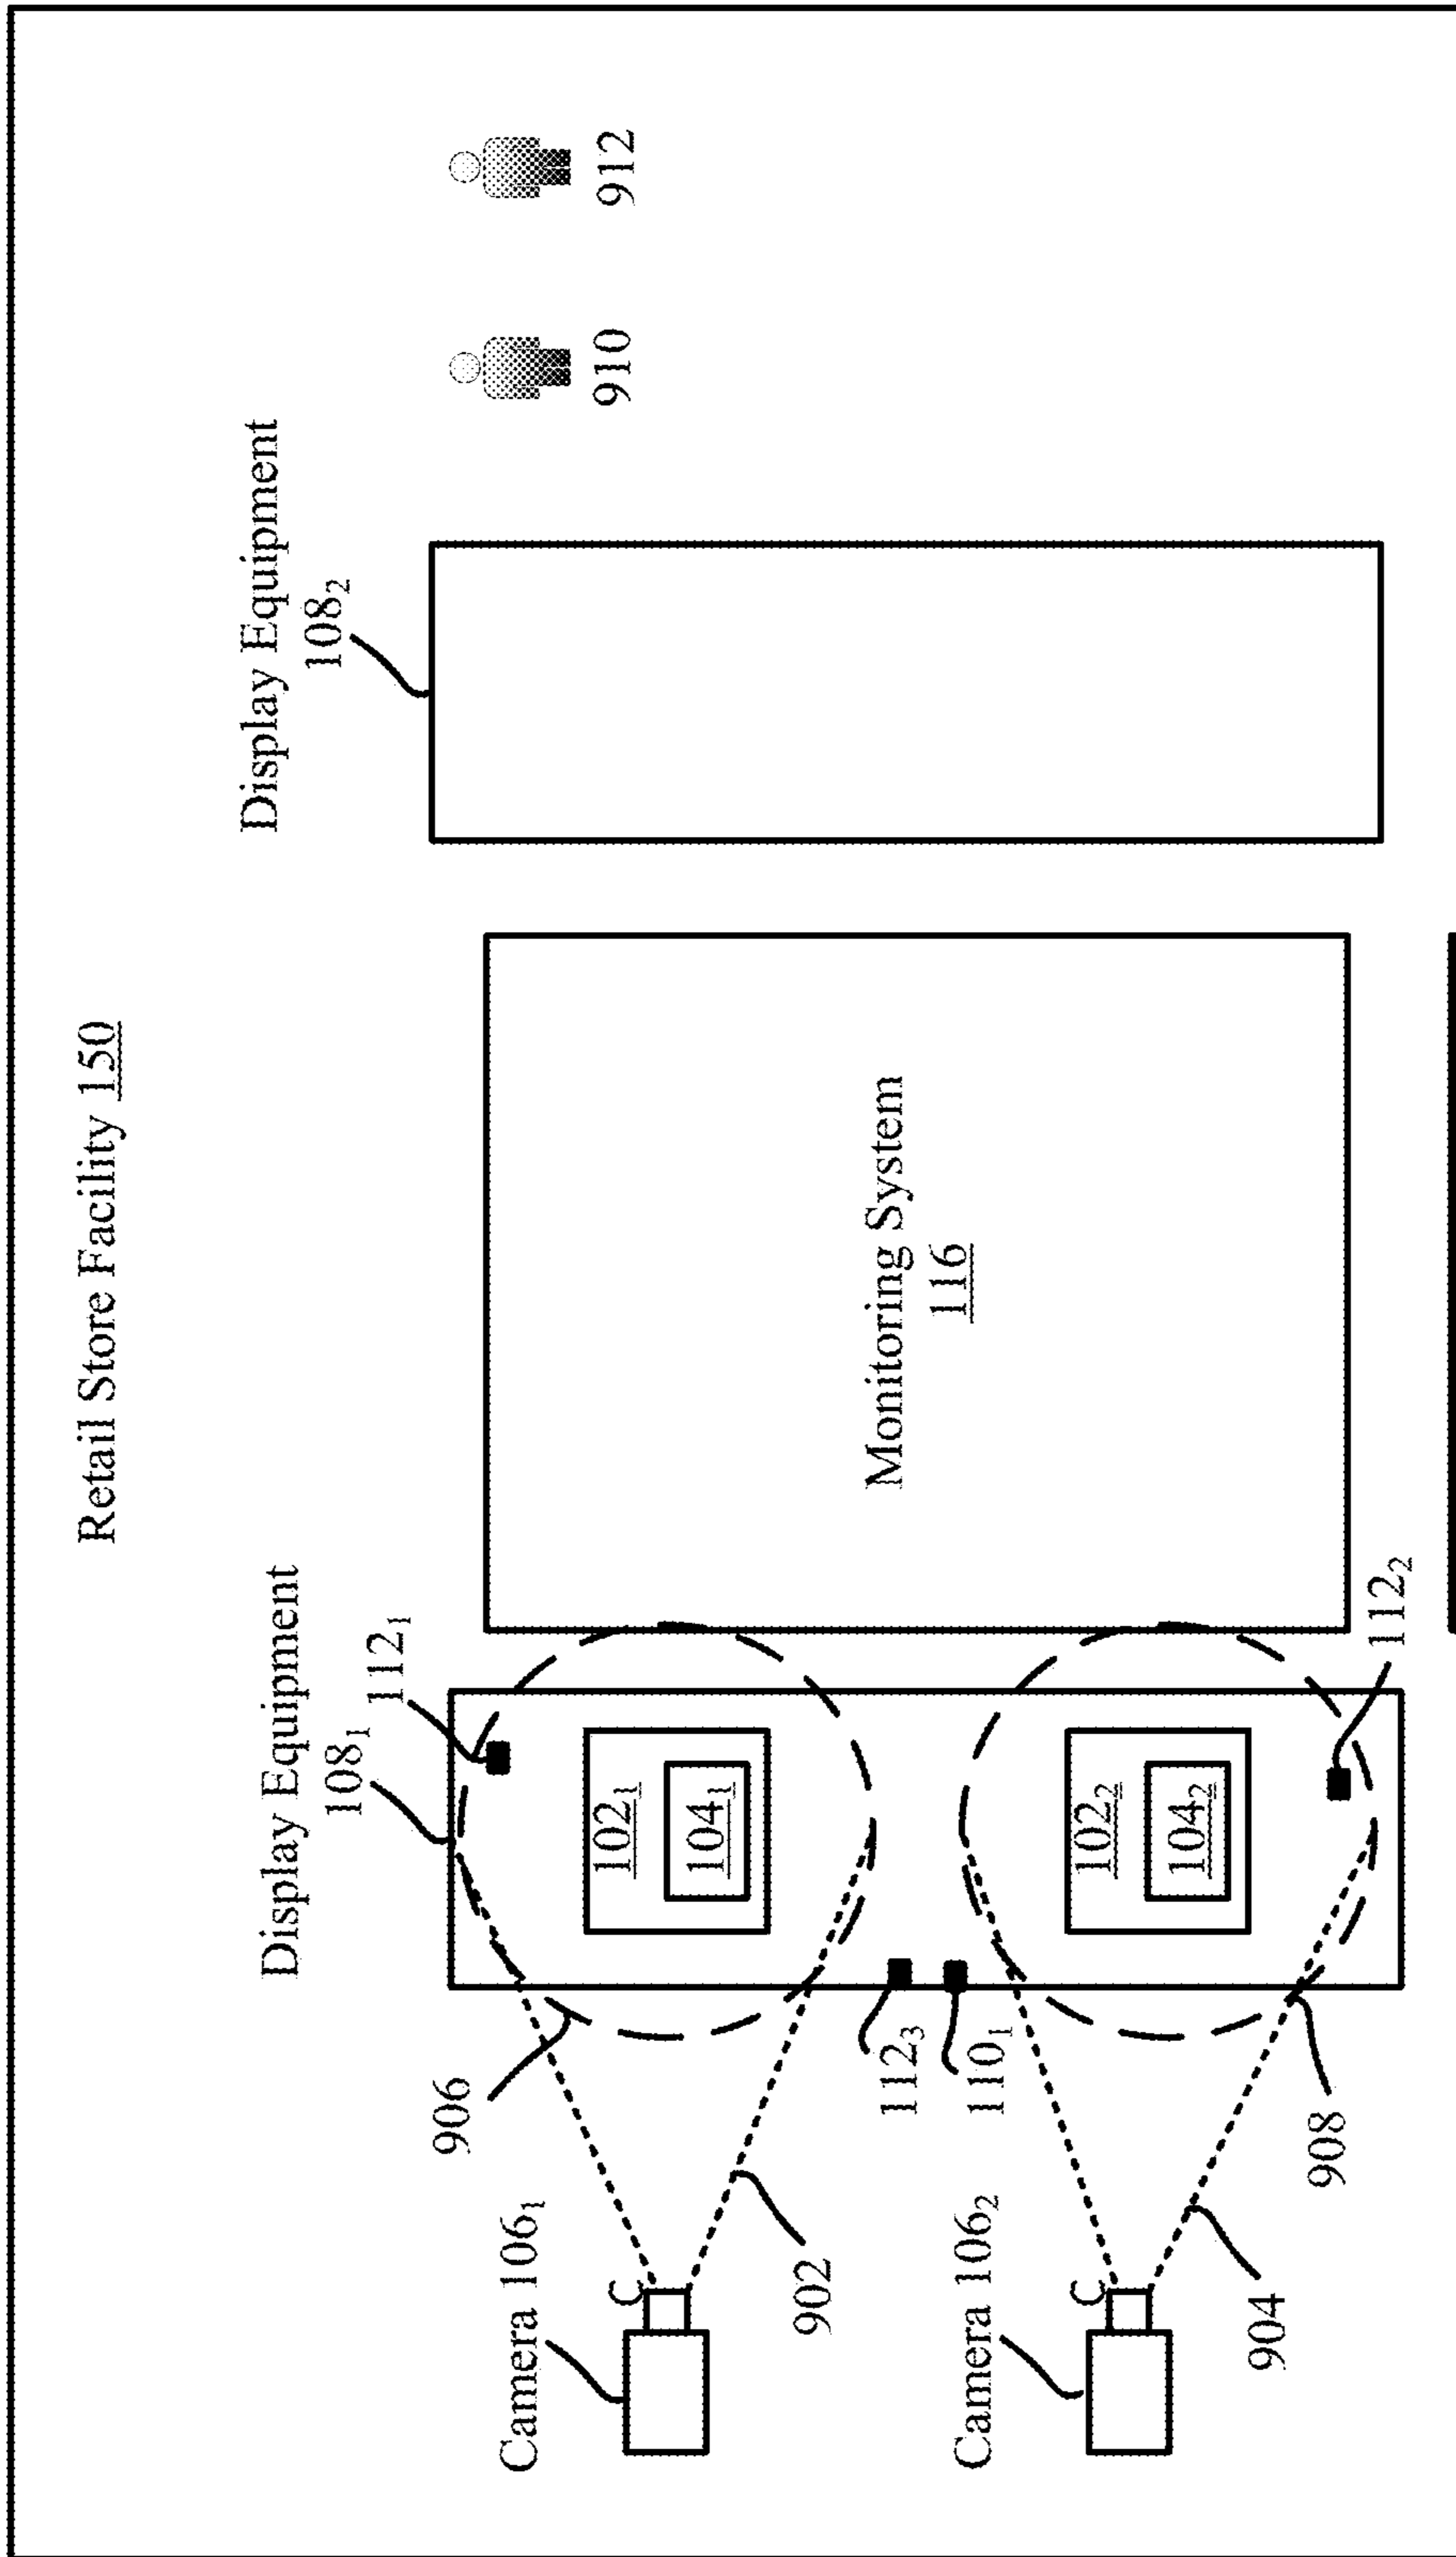 Retail Store Facility 150
Display Equipment
108₁
112₁
Display Equipment
108₂
906
Camera 106₁
902
102₁
104₁
910
912
Monitoring System
116
112₃
110₁
Camera 106₂
904
908
102₂
104₂
112₂